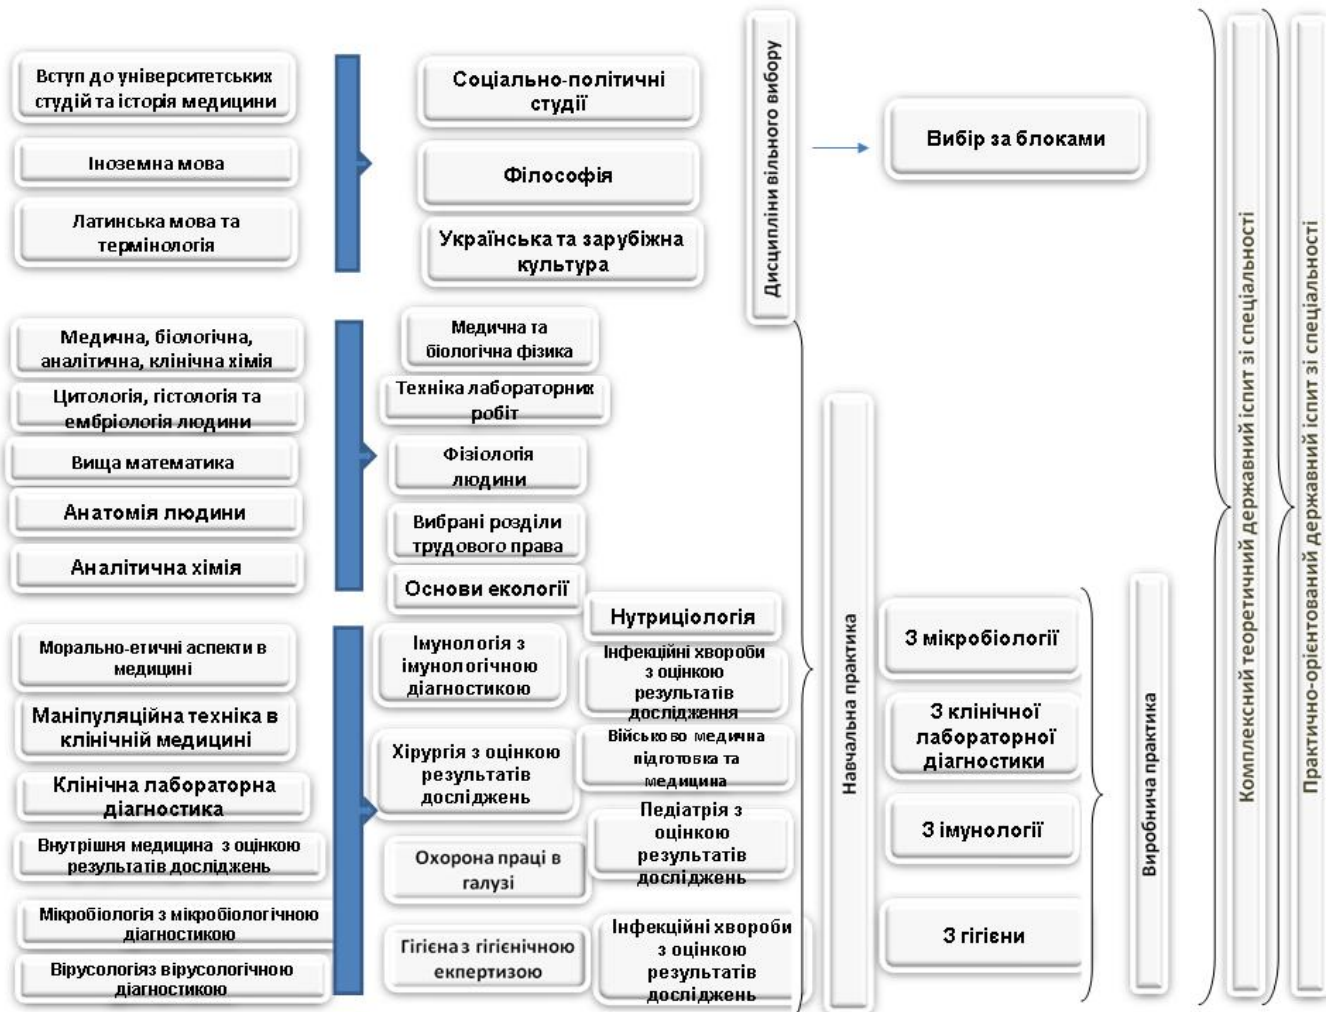 Вступ до університетських
студій та історія медицини
Іноземна мова
Латинська мова та
термінологія
Соціально-політичні
студії
Філософія
Українська та зарубіжна
культура
Дисципліни вільного вибору
Вибір за блоками
Медична, біологічна,
аналітична, клінічна хімія
Цитологія, гістологія та
ембріологія людини
Вища математика
Анатомія людини
Аналітична хімія
Медична та
біологічна фізика
Техніка лабораторних
робіт
Фізіологія
людини
Вибрані розділи
трудового права
Основи екології
Морально-етичні аспекти в
медицині
Маніпуляційна техніка в
клінічній медицині
Клінічна лабораторна
діагностика
Внутрішня медицина з оцінкою
результатів досліджень
Мікробіологія з мікробіологічною
діагностикою
Вірусологіяз вірусологічною
діагностикою
Імунологія з
імунологічною
діагностикою
Хірургія з оцінкою
результатів
досліджень
Охорона праці в
галузі
Гігієна з гігієнічною
експертизою
Нутриціологія
Інфекційні хвороби
з оцінкою
результатів
дослідження
Військово медична
підготовка та
медицина
Педіатрія з
оцінкою
результатів
досліджень
Інфекційні хвороби
з оцінкою
результатів
досліджень
Навчальна практика
З мікробіології
З клінічної
лабораторної
діагностики
З імунології
З гігієни
Виробнича практика
Комплексний теоретичний державний іспит зі спеціальності
Практично-орієнтований державний іспит зі спеціальності